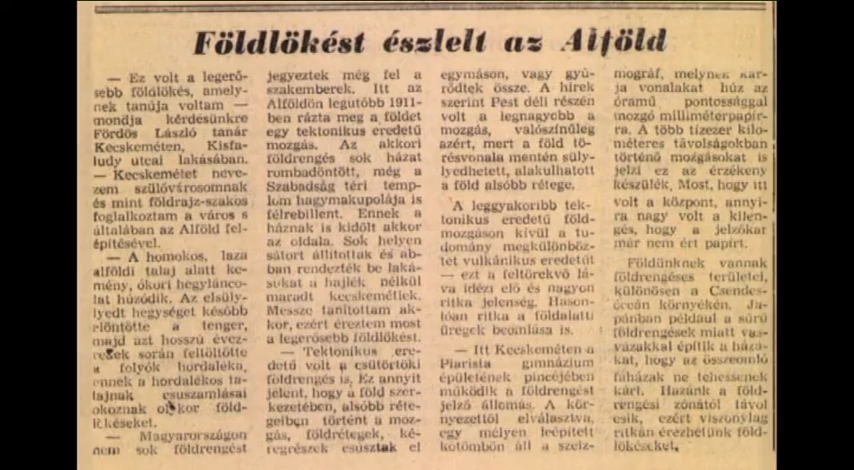 Földlökést észlelt az Alföld
— Ez volt a legerő-
sebb földlökés, amely-
nek tanúja voltam —
mondja kérdésünkre
Fördős László tanár
Kecskeméten, Kisfa-
ludy utcai lakásában.
— Kecskemétet neve-
zem szülővárosomnak
és mint földrajz-szakos
foglalkoztam a város s
általában az Alföld fel-
építésével.
— A homokos, laza
alföldi talaj alatt ke-
mény, ókori hegylánco-
lat húzódik. Az elsüly-
lyedt hegységet később
elöntötte a tenger,
majd azt hosszú évez-
redek során feltöltötte
a folyók hordaléka,
ennek a hordalékos ta-
lajnak csuszamlásai
okoznak olykor föld-
lökéseket.
— Magyarországon
nem sok földrengést
jegyeztek még fel a
szakemberek. Itt az
Alföldön legutóbb 1911-
ben rázta meg a földet
egy tektonikus eredetű
mozgás. Az akkori
földrengés sok házat
rombadöntött, még a
Szabadság téri temp-
lom hagymakupolája is
félrebillent. Ennek a
háznak is kidőlt akkor
az oldala. Sok helyen
sátort állítottak és ab-
ban rendezték be laká-
sukat a hajlék nélkül
maradt kecskemétiek.
Messze tanítottam ak-
kor, ezért éreztem most
a legerősebb földlökést.
— Tektonikus ere-
detű volt a csütörtöki
földrengés is. Ez annyit
jelent, hogy a föld szer-
kezetében, alsóbb réte-
geiben történt a moz-
gás, földrétegek, ké-
regrészek csúsztak el
egymáson, vagy gyű-
rődtek össze. A hírek
szerint Pest déli részén
volt a legnagyobb a
mozgás, valószínűleg
azért, mert a föld tö-
résvonala mentén süly-
lyedhetett, alakulhatott
a föld alsóbb rétege.
A leggyakoribb tek-
tonikus eredetű föld-
mozgáson kívül a tu-
domány megkülönböz-
tet vulkánikus eredetűt
— ezt a feltörekvő lá-
va idézi elő és nagyon
ritka jelenség. Hason-
lóan ritka a földalatti
üregek beomlása is.
— Itt Kecskeméten a
Piarista gimnázium
épületének pincéjében
működik a földrengést
jelző állomás. A kör-
nyezettől elválasztva,
egy mélyen leépített
kőtömbön áll a szeiz-
mográf, melynek kar-
ja vonalakat húz az
óramű pontossággal
mozgó milliméterpapír-
ra. A több tízezer kilo-
méteres távolságokban
történő mozgásokat is
jelzi ez az érzékeny
készülék. Most, hogy itt
volt a központ, annyi-
ra nagy volt a kilen-
gés, hogy a jelzőkar
már nem ért papírt.
Földünknek vannak
földrengéses területei,
különösen a Csendes-
óceán környékén. Ja-
pánban például a sűrű
földrengések miatt vas-
vázakkal építik a háza-
kat, hogy az összeomló
faházak ne tehessenek
kárt. Hazánk a föld-
rengési zónától távol
esik, ezért viszonylag
ritkán érezhetünk föld-
lökéseket.